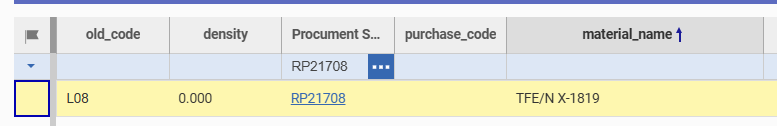 old_code density Procument S... purchase_code material_name
RP21708 ...
L08 0.000 RP21708 TFE/N X-1819